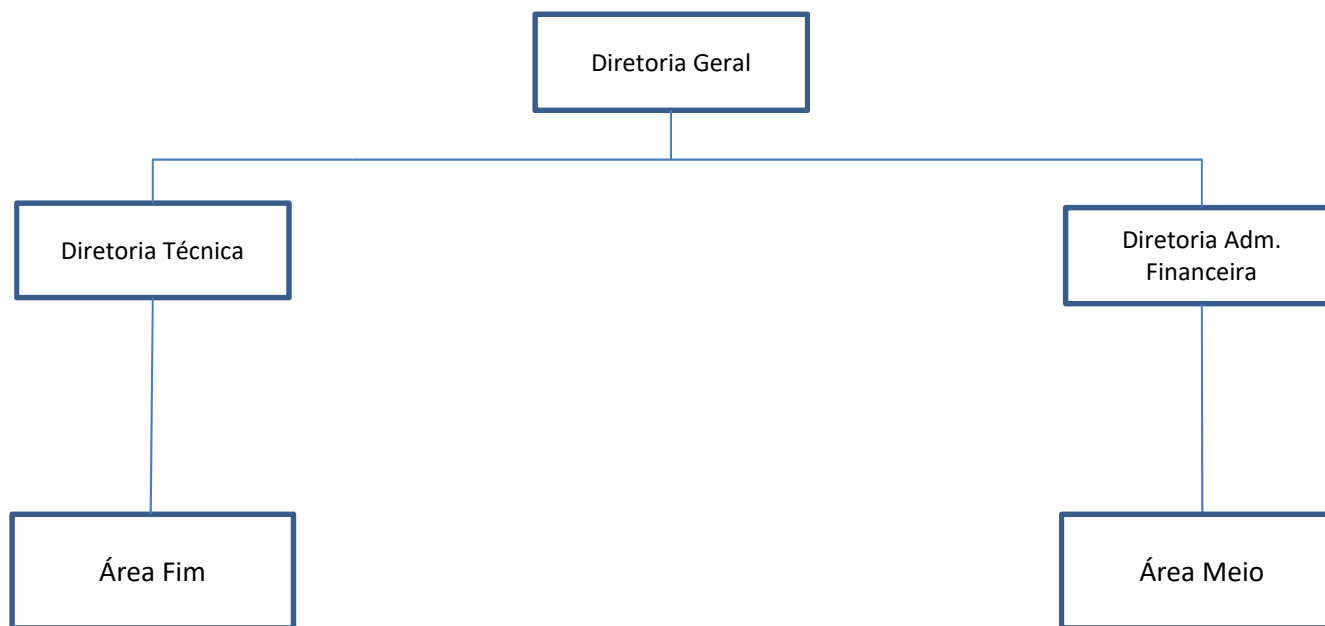 Diretoria Geral
Diretoria Técnica
Diretoria Adm.
Financeira
Área Fim
Área Meio